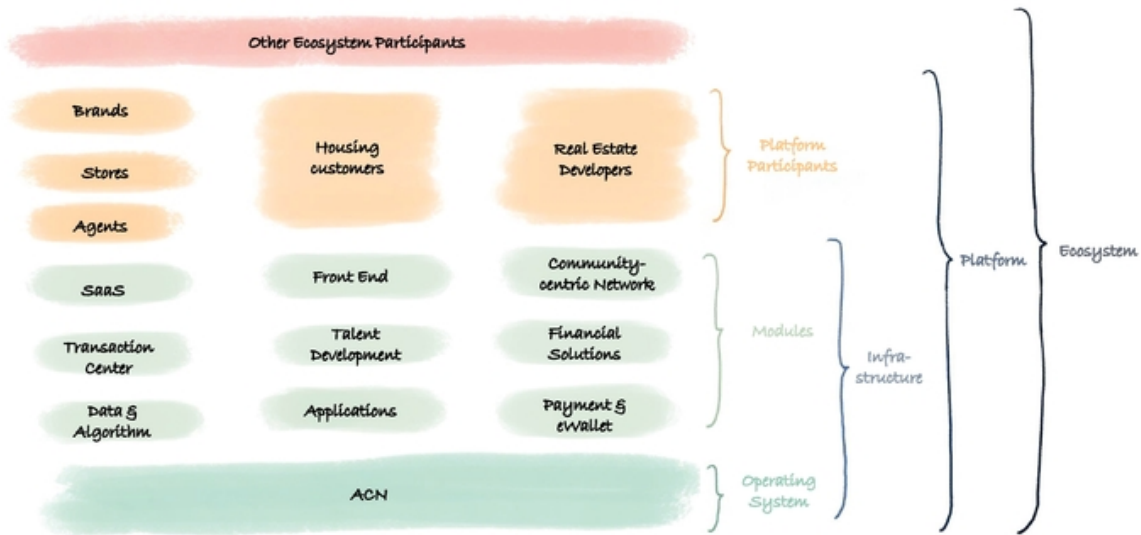 Other Ecosystem Participants
Brands
Stores
Agents
Housing
customers
Real Estate
Developers
Platform
Participants
SaaS
Transaction
Center
Data &
Algorithm
Front End
Talent
Development
Applications
Community-
centric Network
Financial
Solutions
Payment &
eWallet
Modules
ACN
Operating
System
Infra-
structure
Platform
Ecosystem